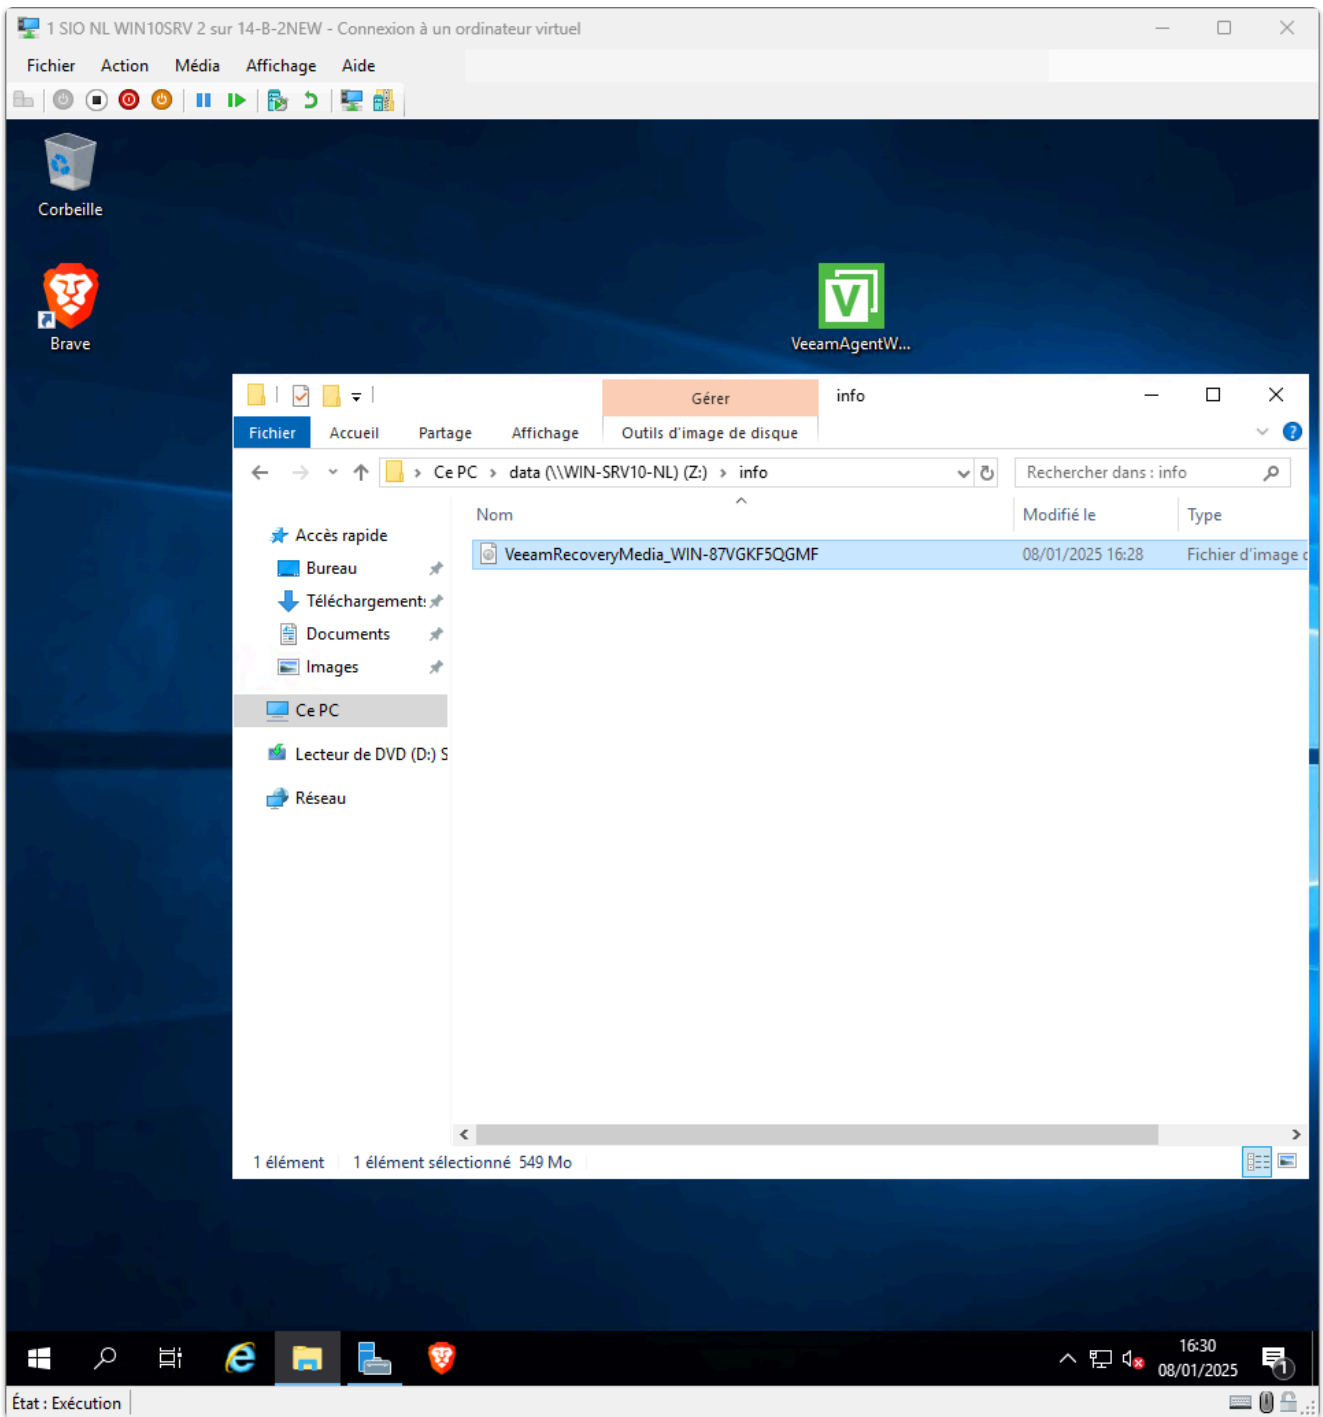 1 SIO NL WIN10SRV 2 sur 14-B-2NEW - Connexion à un ordinateur virtuel
Fichier Action Média Affichage Aide
Corbeille
Brave
VeeamAgentW...
Gérer info
Fichier Accueil Partage Affichage Outils d'image de disque
Ce PC > data (\\WIN-SRV10-NL) (Z:) > info
Rechercher dans : info
Nom Modifié le Type
Accès rapide
VeeamRecoveryMedia_WIN-87VGKF5QGMF 08/01/2025 16:28 Fichier d'image
Bureau
Téléchargement
Documents
Images
Ce PC
Lecteur de DVD (D:) S
Réseau
1 élément 1 élément sélectionné 549 Mo
16:30
08/01/2025
1
État : Exécution